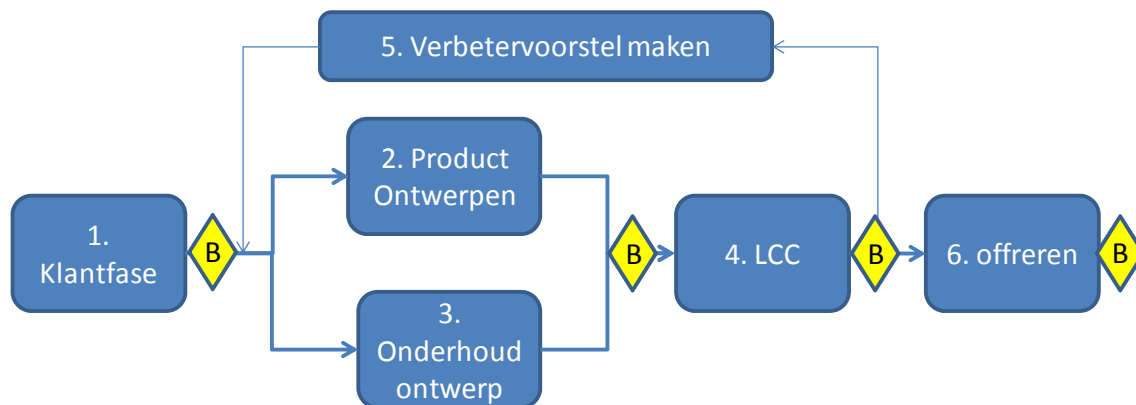 5. Verbetervoorstel maken
2. Product
Ontwerpen
1.
Klantfase
B
B
4. LCC
B
6. offreren
B
3.
Onderhoud
ontwerp